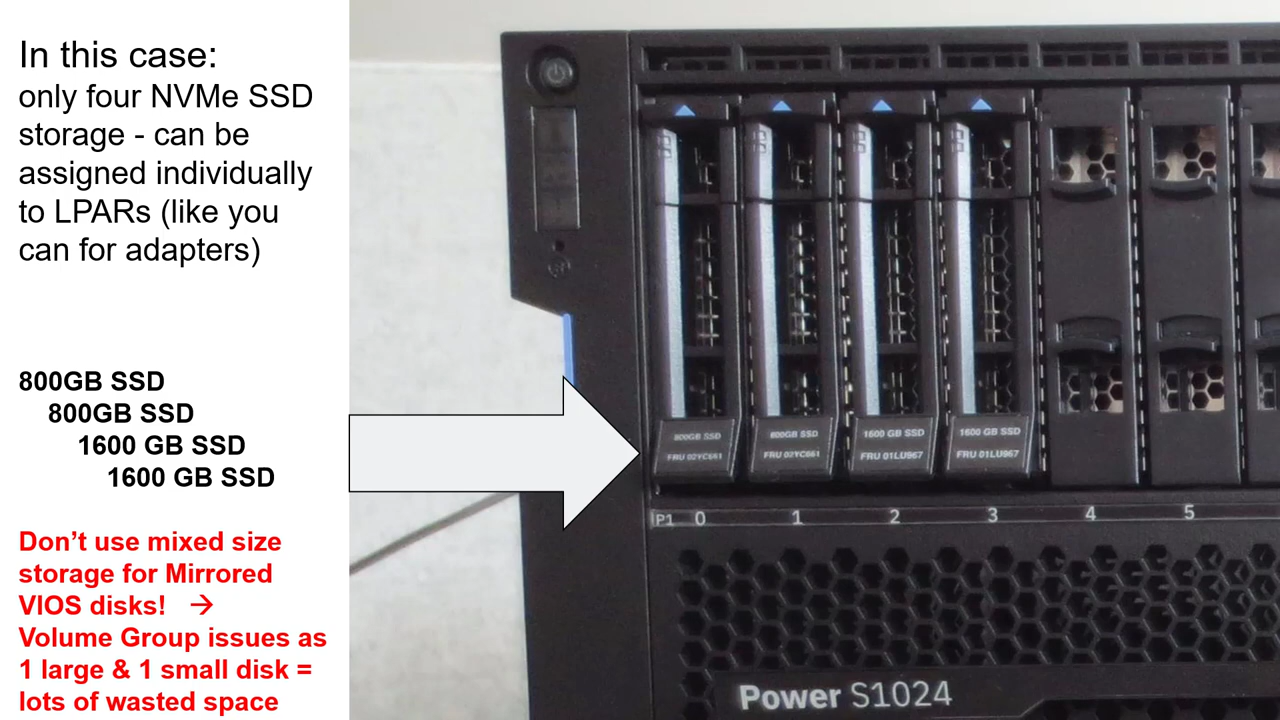 In this case:
only four NVMe SSD
storage - can be
assigned individually
to LPARs (like you
can for adapters)
800GB SSD
800GB SSD
1600 GB SSD
1600 GB SSD
Don’t use mixed size
storage for Mirrored
VIOS disks! →
Volume Group issues as
1 large & 1 small disk =
lots of wasted space
800GB SSD
FRU 02YC661
800GB SSD
FRU 02YC661
1600 GB SSD
FRU 01LU967
1600 GB SSD
FRU 01LU967
P1 0 1 2 3 4 5
Power S1024